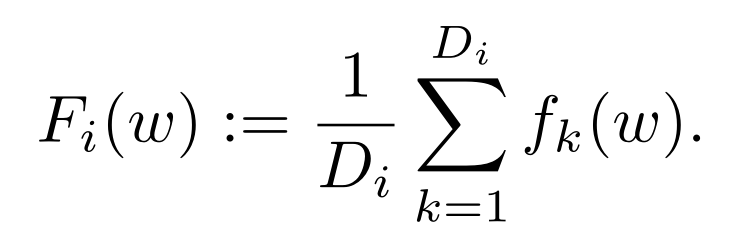 F_i(w) := \frac{1}{D_i} \sum_{k=1}^{D_i} f_k(w).